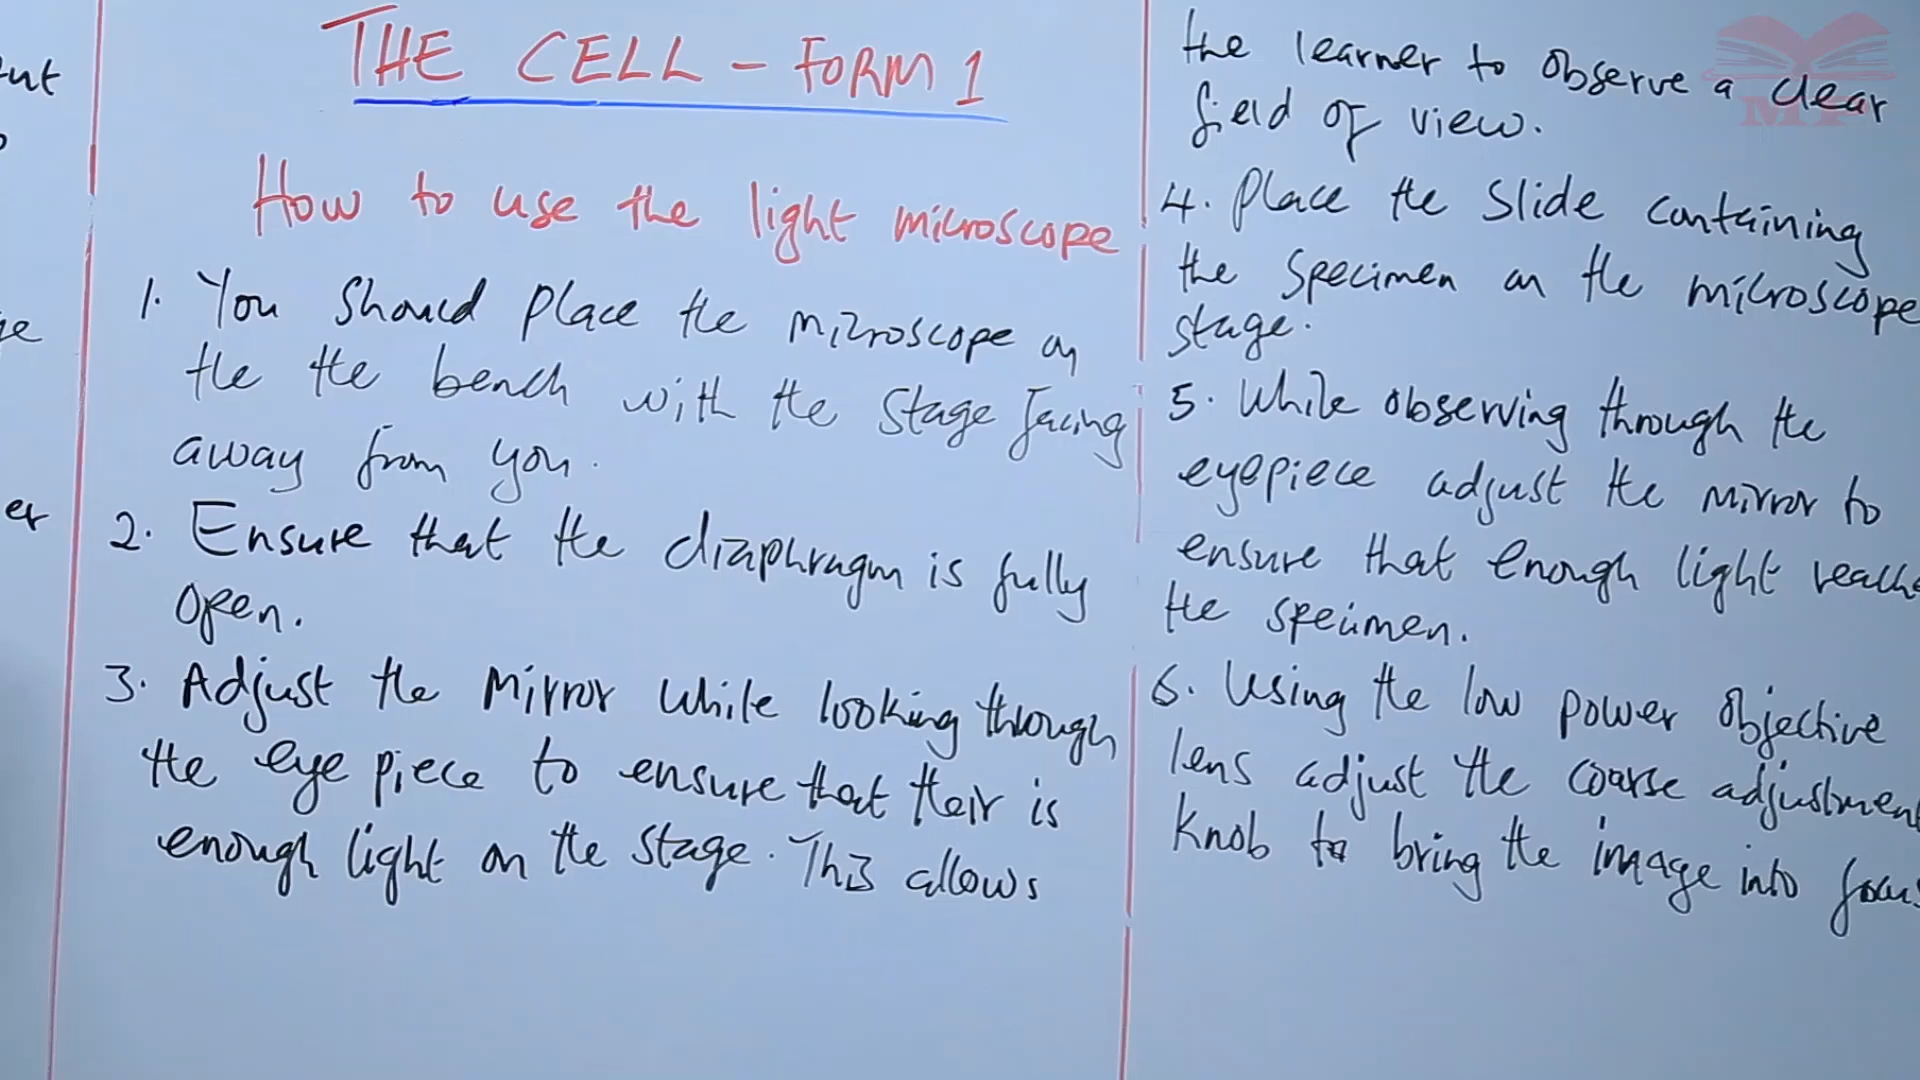 THE CELL - FORM 1
How to use the light microscope
1. You should place the microscope on
the the bench with the stage facing
away from you.
2. Ensure that the diaphragm is fully
open.
3. Adjust the mirror while looking through
the eye piece to ensure that their is
enough light on the stage. This allows
the learner to observe a clear
field of view.
4. Place the slide containing
the specimen on the microscope
stage.
5. While observing through the
eyepiece adjust the mirror to
ensure that enough light reache
the specimen.
6. Using the low power objective
lens adjust the coarse adjustment
knob to bring the image into focus
er